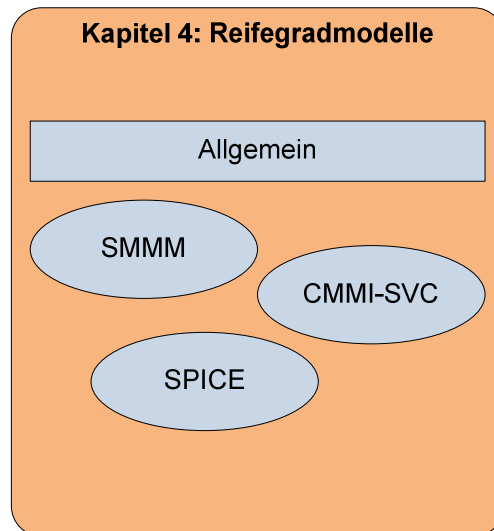 Kapitel 4: Reifegradmodelle
Allgemein
SMMM
CMMI-SVC
SPICE